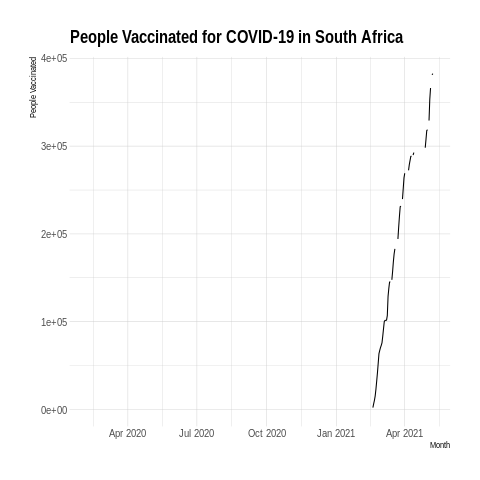 People Vaccinated for COVID-19 in South Africa
People Vaccinated
4e+05
3e+05
2e+05
1e+05
0e+00
Apr 2020 Jul 2020 Oct 2020 Jan 2021 Apr 2021
Month